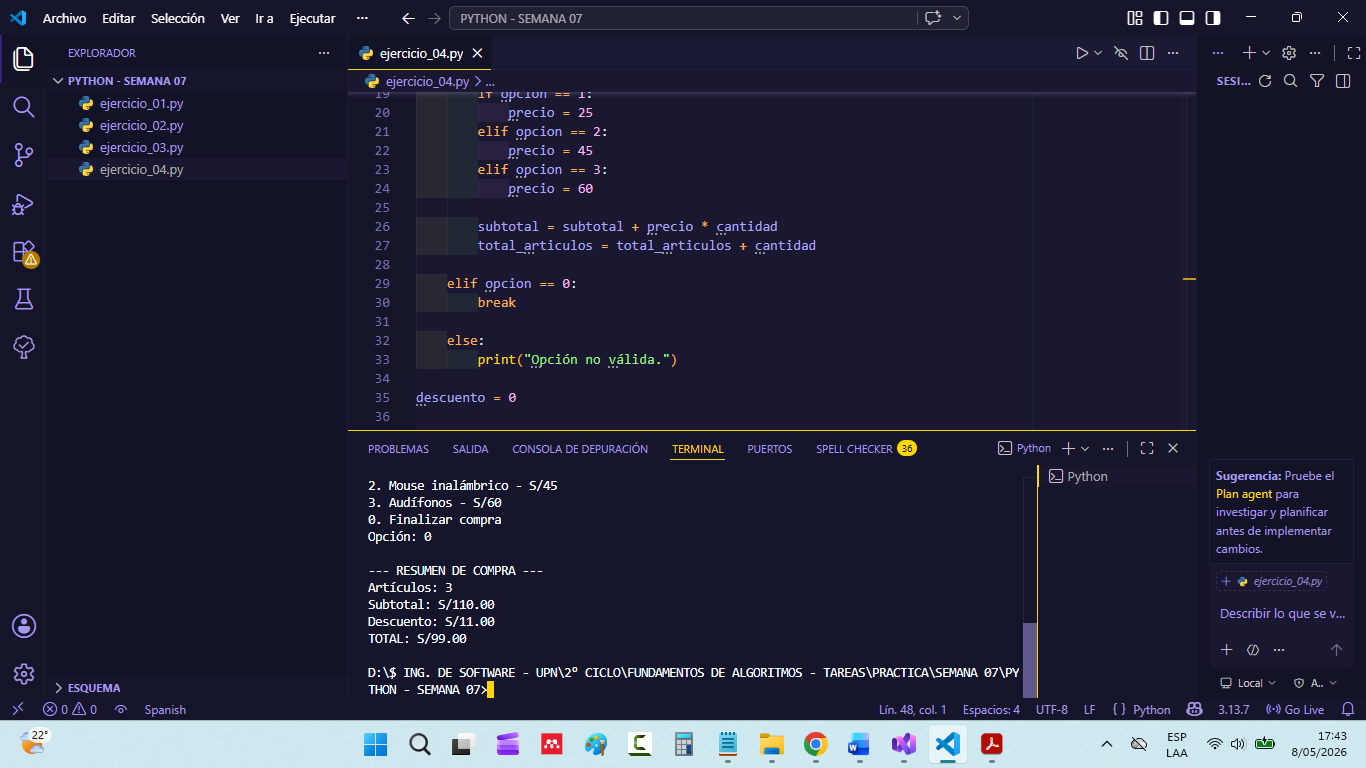 Archivo Editar Selección Ver Ir a Ejecutar ··· PYTHON - SEMANA 07
EXPLORADOR
PYTHON - SEMANA 07
ejercicio_01.py
ejercicio_02.py
ejercicio_03.py
ejercicio_04.py
ESQUEMA
ejercicio_04.py
ejercicio_04.py > ...
19 if opcion == 1:
20 precio = 25
21 elif opcion == 2:
22 precio = 45
23 elif opcion == 3:
24 precio = 60
25
26 subtotal = subtotal + precio * cantidad
27 total_articulos = total_articulos + cantidad
28
29 elif opcion == 0:
30 break
31
32 else:
33 print("Opción no válida.")
34
35 descuento = 0
36
PROBLEMAS SALIDA CONSOLA DE DEPURACIÓN TERMINAL PUERTOS SPELL CHECKER 36 Python
2. Mouse inalámbrico - S/45
3. Audífonos - S/60
0. Finalizar compra
Opción: 0
--- RESUMEN DE COMPRA ---
Artículos: 3
Subtotal: S/110.00
Descuento: S/11.00
TOTAL: S/99.00
D:\$ ING. DE SOFTWARE - UPN\2º CICLO\FUNDAMENTOS DE ALGORITMOS - TAREAS\PRACTICA\SEMANA 07\PY
THON - SEMANA 07>
Python
SESI...
Sugerencia: Pruebe el
Plan agent para
investigar y planificar
antes de implementar
cambios.
ejercicio_04.py
Describir lo que se v...
Local A..
0 0 Spanish Lín. 48, col. 1 Espacios: 4 UTF-8 LF { } Python 3.13.7 Go Live
22°
ESP
LAA
17:43
8/05/2026